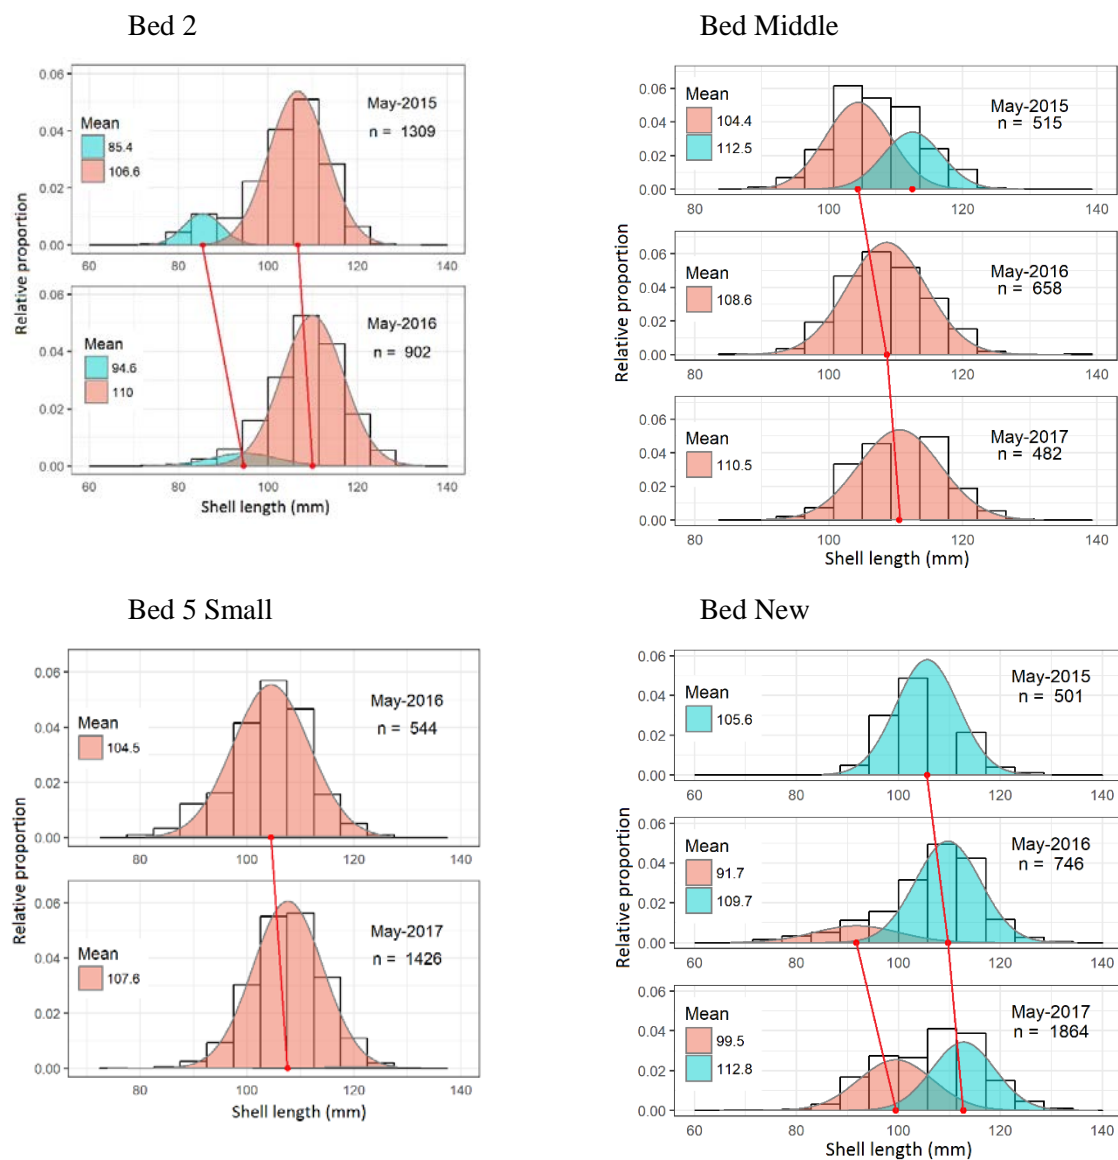 Bed 2
Relative proportion
0.06
0.04
0.02
0.00
Mean
85.4
106.6
May-2015
n = 1309
60 80 100 120 140
0.06
0.04
0.02
0.00
Mean
94.6
110
May-2016
n = 902
60 80 100 120 140
Shell length (mm)
Bed Middle
Relative proportion
0.06
0.04
0.02
0.00
Mean
104.4
112.5
May-2015
n = 515
80 100 120 140
0.06
0.04
0.02
0.00
Mean
108.6
May-2016
n = 658
80 100 120 140
0.06
0.04
0.02
0.00
Mean
110.5
May-2017
n = 482
80 100 120 140
Shell length (mm)
Bed 5 Small
Relative proportion
0.06
0.04
0.02
0.00
Mean
104.5
May-2016
n = 544
80 100 120 140
0.06
0.04
0.02
0.00
Mean
107.6
May-2017
n = 1426
80 100 120 140
Shell length (mm)
Bed New
Relative proportion
0.06
0.04
0.02
0.00
Mean
105.6
May-2015
n = 501
60 80 100 120 140
0.06
0.04
0.02
0.00
Mean
91.7
109.7
May-2016
n = 746
60 80 100 120 140
0.06
0.04
0.02
0.00
Mean
99.5
112.8
May-2017
n = 1864
60 80 100 120 140
Shell length (mm)